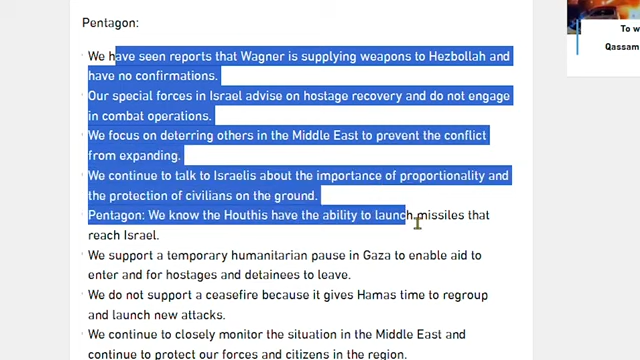 Pentagon:
We have seen reports that Wagner is supplying weapons to Hezbollah and
have no confirmations.
Our special forces in Israel advise on hostage recovery and do not engage
in combat operations.
We focus on deterring others in the Middle East to prevent the conflict
from expanding.
We continue to talk to Israelis about the importance of proportionality and
the protection of civilians on the ground.
Pentagon: We know the Houthis have the ability to launch missiles that
reach Israel.
We support a temporary humanitarian pause in Gaza to enable aid to
enter and for hostages and detainees to leave.
We do not support a ceasefire because it gives Hamas time to regroup
and launch new attacks.
We continue to closely monitor the situation in the Middle East and
continue to protect our forces and citizens in the region.
To w
Qassam